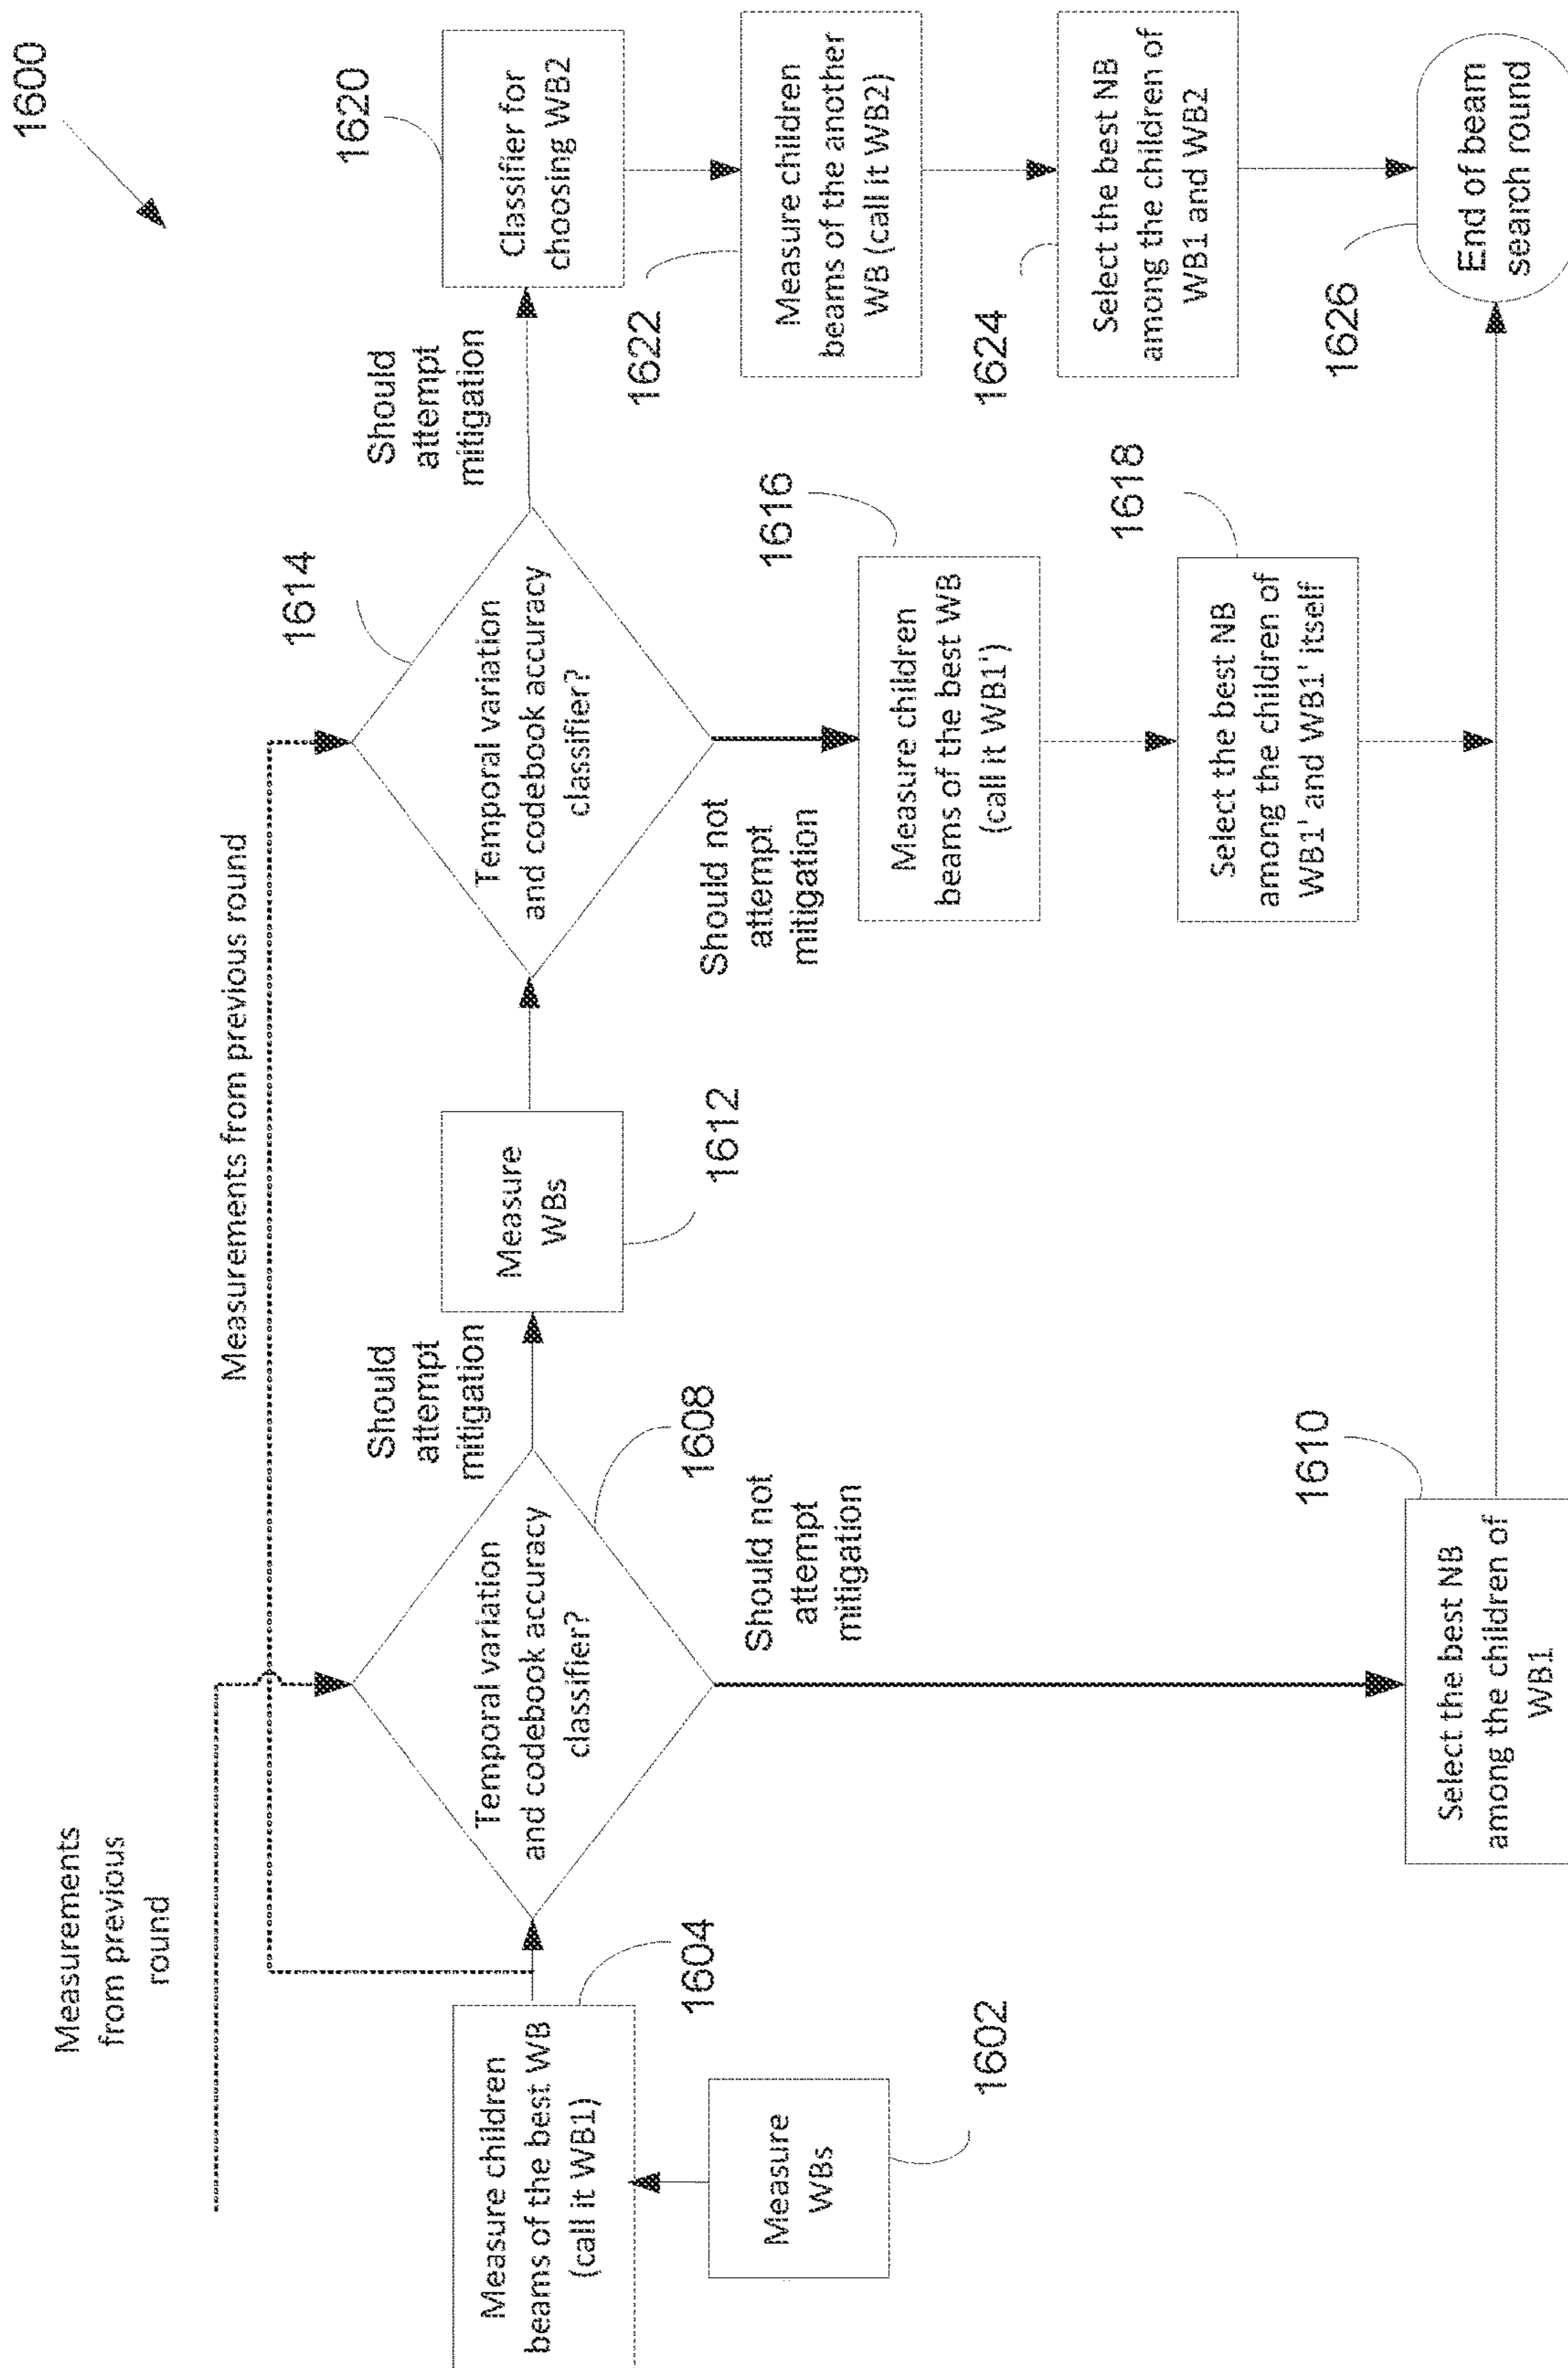 1600
Measurements
from previous
round
Measurements from previous round
Measure
WBs
1602
Measure children
beams of the best WB
(call it WB1)
1604
Temporal variation
and codebook accuracy
classifier?
1608
Should not
attempt
mitigation
Select the best NB
among the children of
WB1
1610
Should
attempt
mitigation
Measure
WBs
1612
Temporal variation
and codebook accuracy
classifier?
1614
Should not
attempt
mitigation
Measure children
beams of the best WB
(call it WB1')
1616
Select the best NB
among the children of
WB1' and WB1' itself
1618
Should
attempt
mitigation
Classifier for
choosing WB2
1620
Measure children
beams of the another
WB (call it WB2)
1622
Select the best NB
among the children of
WB1 and WB2
1624
End of beam
search round
1626